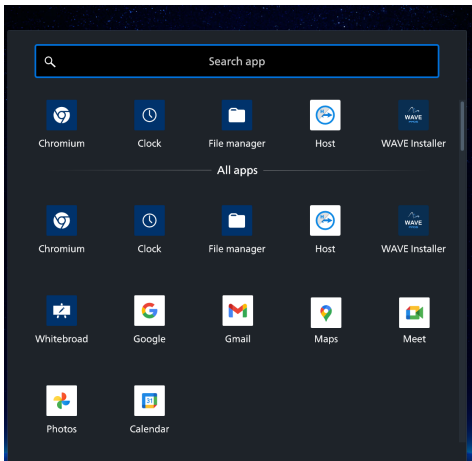 Search app
Chromium Clock File manager Host WAVE Installer
All apps
Chromium Clock File manager Host WAVE Installer
Whitebroad Google Gmail Maps Meet
31
Photos Calendar